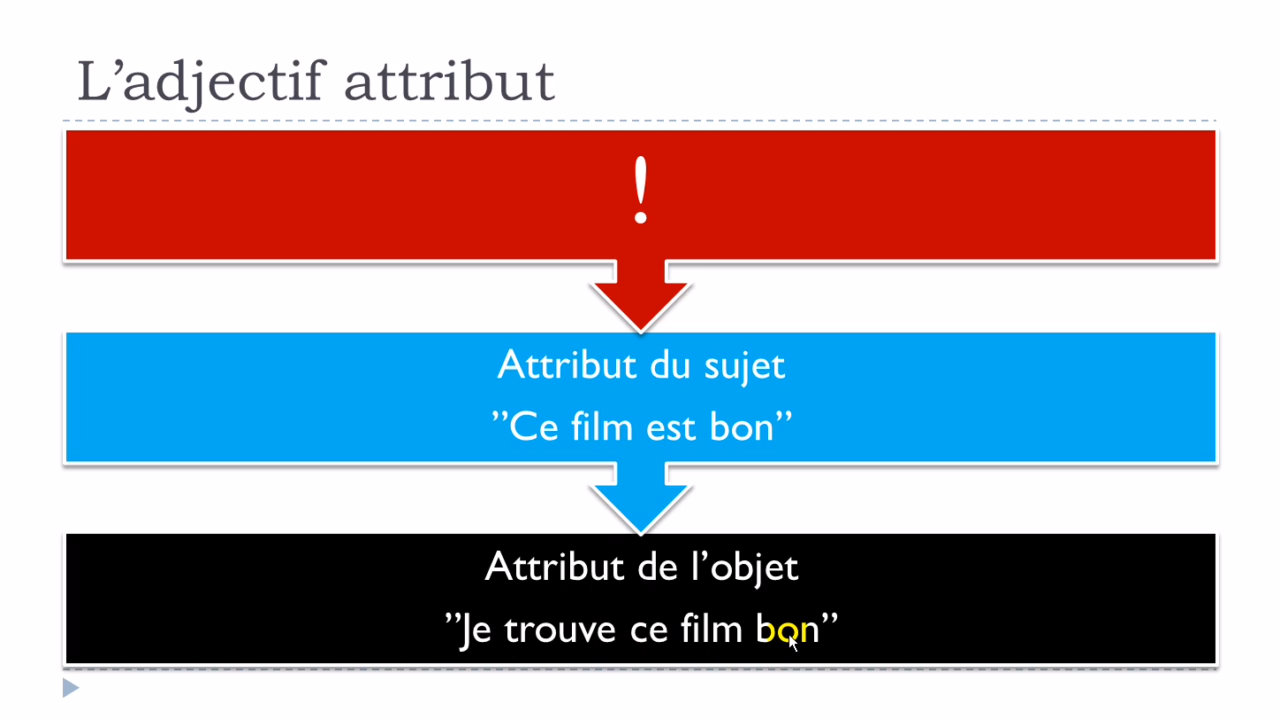 L’adjectif attribut
!
Attribut du sujet
”Ce film est bon”
Attribut de l’objet
”Je trouve ce film bon”